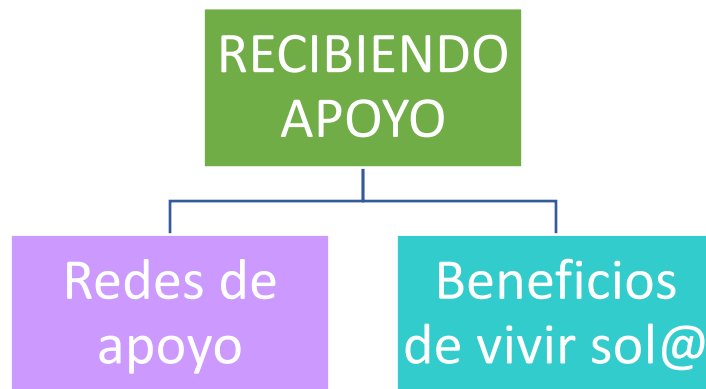 RECIBIENDO
APOYO
Redes de
apoyo
Beneficios
de vivir sol@